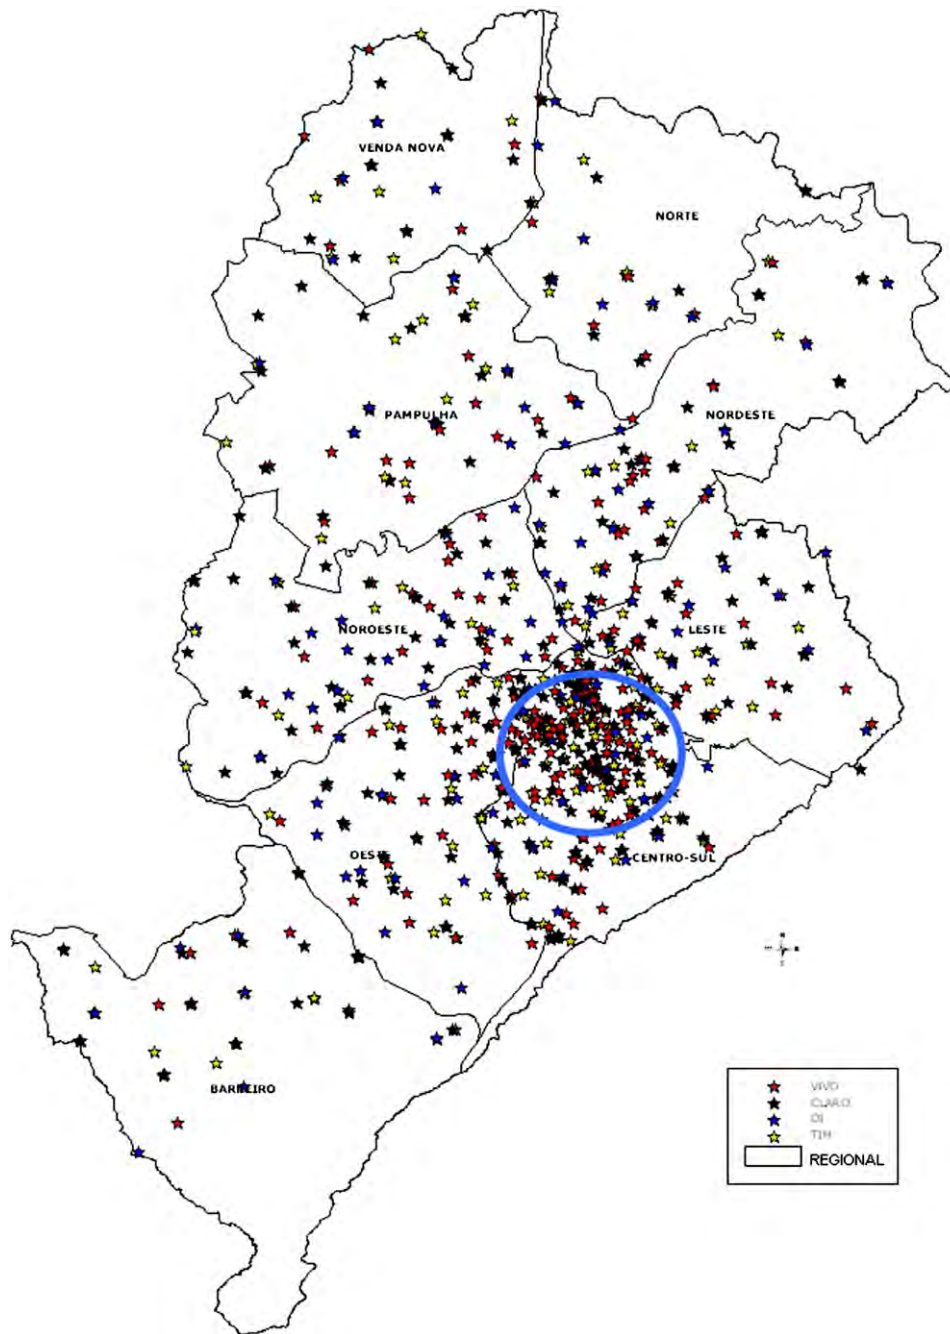 VENDA NOVA
NORTE
PAMPULHA
NORDESTE
NOROESTE
LESTE
OESTE
CENTRO-SUL
BARREIRO
VIVO
CLARO
OI
TIM
REGIONAL